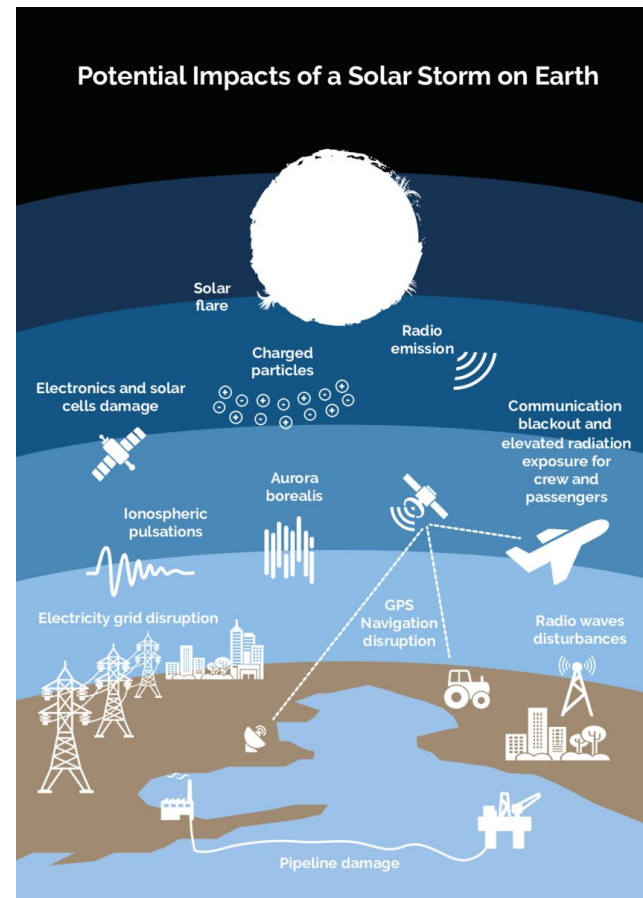 Potential Impacts of a Solar Storm on Earth
Solar
flare
Radio
emission
Charged
particles
Electronics and solar
cells damage
Communication
blackout and
elevated radiation
exposure for
crew and
passengers
Aurora
borealis
Ionospheric
pulsations
GPS
Navigation
disruption
Electricity grid disruption
Radio waves
disturbances
Pipeline damage